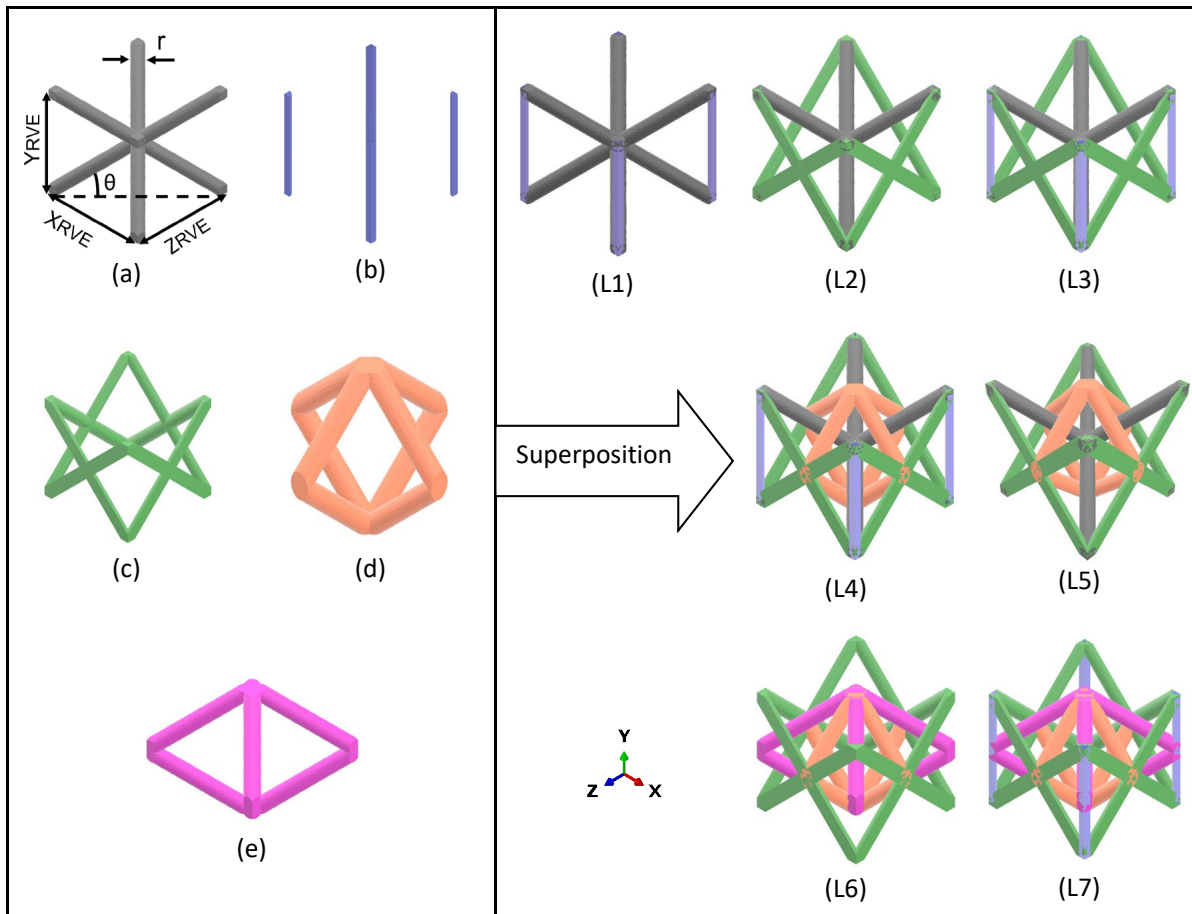 r
YRVE
θ
XRVE
ZRVE
(a)
(b)
(L1)
(L2)
(L3)
(c)
(d)
Superposition
(L4)
(L5)
(e)
Y
Z
X
(L6)
(L7)